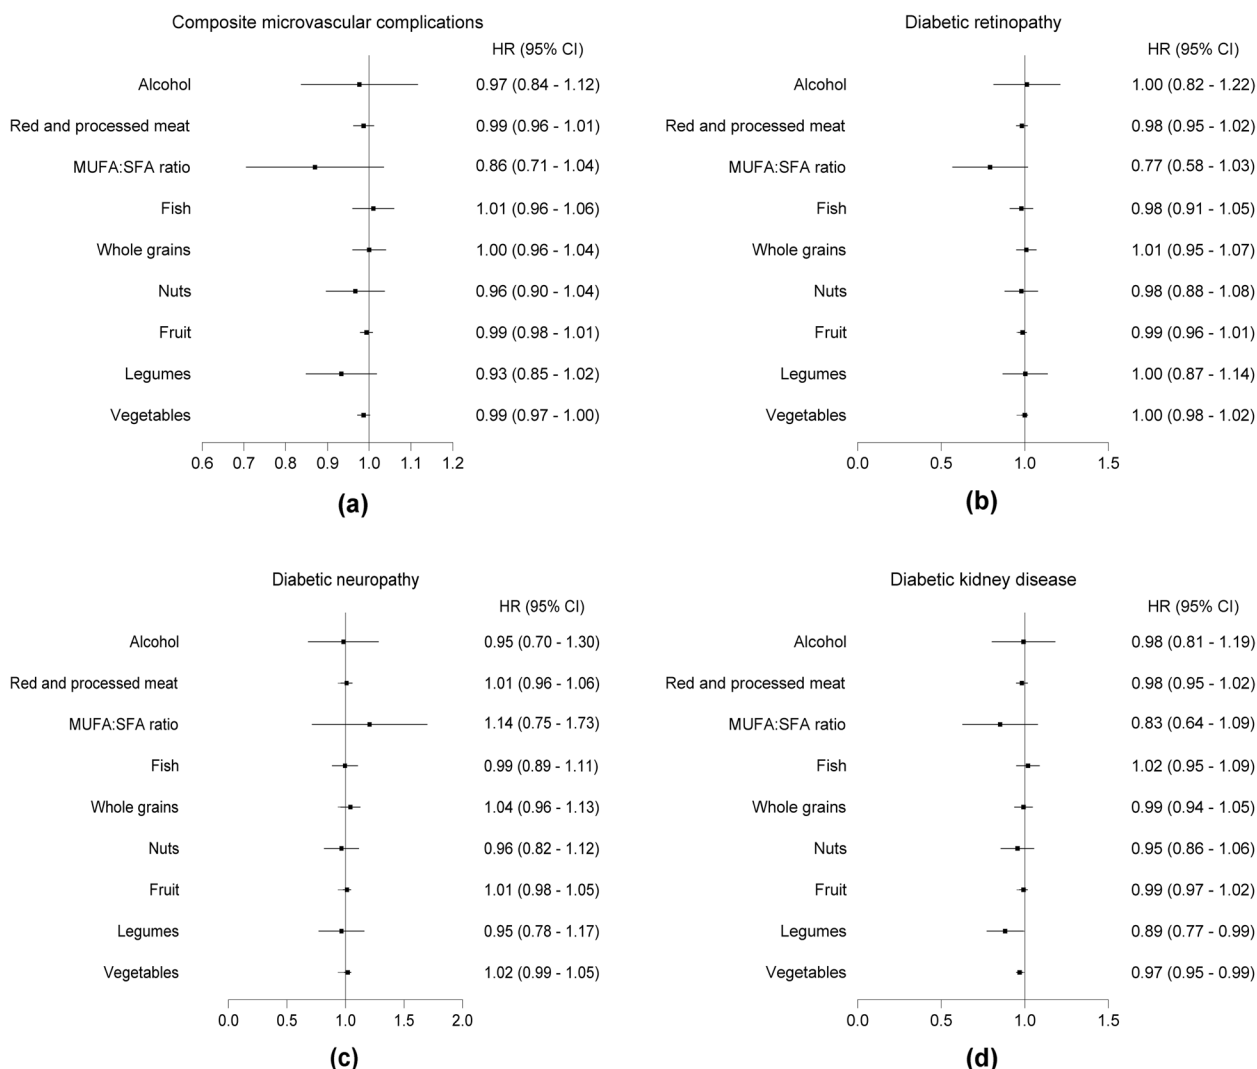 Composite microvascular complications
HR (95% CI)
Alcohol 0.97 (0.84 - 1.12)
Red and processed meat 0.99 (0.96 - 1.01)
MUFA:SFA ratio 0.86 (0.71 - 1.04)
Fish 1.01 (0.96 - 1.06)
Whole grains 1.00 (0.96 - 1.04)
Nuts 0.96 (0.90 - 1.04)
Fruit 0.99 (0.98 - 1.01)
Legumes 0.93 (0.85 - 1.02)
Vegetables 0.99 (0.97 - 1.00)
0.6 0.7 0.8 0.9 1.0 1.1 1.2
(a)
Diabetic retinopathy
HR (95% CI)
Alcohol 1.00 (0.82 - 1.22)
Red and processed meat 0.98 (0.95 - 1.02)
MUFA:SFA ratio 0.77 (0.58 - 1.03)
Fish 0.98 (0.91 - 1.05)
Whole grains 1.01 (0.95 - 1.07)
Nuts 0.98 (0.88 - 1.08)
Fruit 0.99 (0.96 - 1.01)
Legumes 1.00 (0.87 - 1.14)
Vegetables 1.00 (0.98 - 1.02)
0.0 0.5 1.0 1.5
(b)
Diabetic neuropathy
HR (95% CI)
Alcohol 0.95 (0.70 - 1.30)
Red and processed meat 1.01 (0.96 - 1.06)
MUFA:SFA ratio 1.14 (0.75 - 1.73)
Fish 0.99 (0.89 - 1.11)
Whole grains 1.04 (0.96 - 1.13)
Nuts 0.96 (0.82 - 1.12)
Fruit 1.01 (0.98 - 1.05)
Legumes 0.95 (0.78 - 1.17)
Vegetables 1.02 (0.99 - 1.05)
0.0 0.5 1.0 1.5 2.0
(c)
Diabetic kidney disease
HR (95% CI)
Alcohol 0.98 (0.81 - 1.19)
Red and processed meat 0.98 (0.95 - 1.02)
MUFA:SFA ratio 0.83 (0.64 - 1.09)
Fish 1.02 (0.95 - 1.09)
Whole grains 0.99 (0.94 - 1.05)
Nuts 0.95 (0.86 - 1.06)
Fruit 0.99 (0.97 - 1.02)
Legumes 0.89 (0.77 - 0.99)
Vegetables 0.97 (0.95 - 0.99)
0.0 0.5 1.0 1.5
(d)